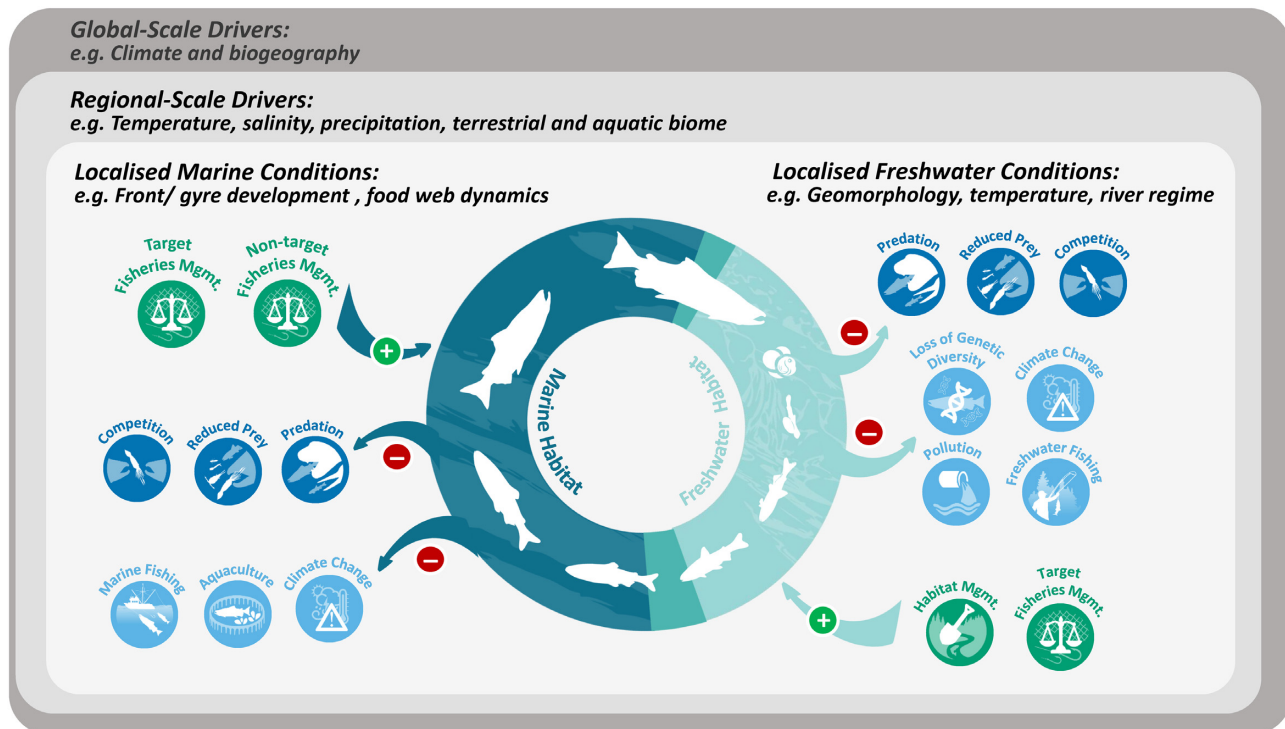 Global-Scale Drivers:
e.g. Climate and biogeography
Regional-Scale Drivers:
e.g. Temperature, salinity, precipitation, terrestrial and aquatic biome
Localised Marine Conditions:
e.g. Front/ gyre development , food web dynamics
Localised Freshwater Conditions:
e.g. Geomorphology, temperature, river regime
Target
Fisheries Mgmt.
Non-target
Fisheries Mgmt.
+
Competition
Reduced Prey
Predation
−
Marine Fishing
Aquaculture
Climate Change
−
Marine Habitat
Freshwater Habitat
Predation
Reduced Prey
Competition
−
Loss of Genetic
Diversity
Climate Change
−
Pollution
Freshwater Fishing
Habitat Mgmt.
Target
Fisheries Mgmt.
+